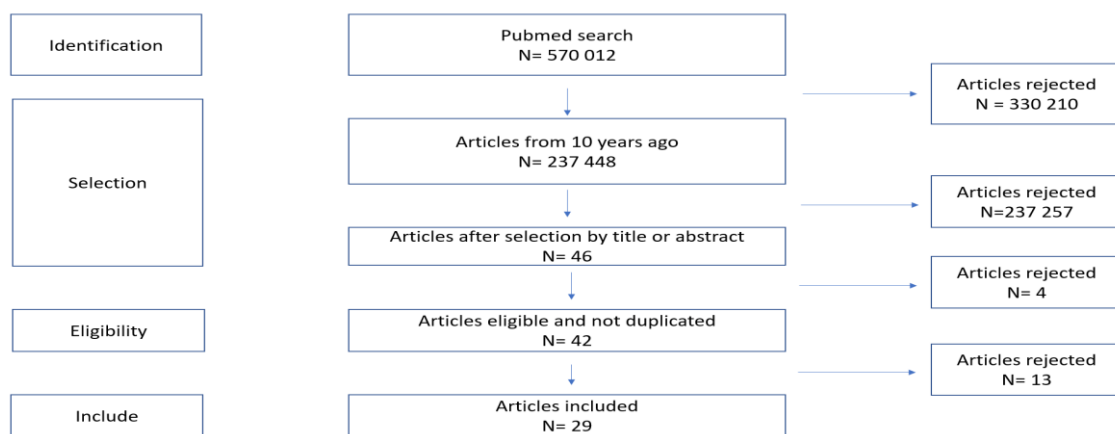 Identification
Pubmed search
N= 570 012
Articles rejected
N = 330 210
Selection
Articles from 10 years ago
N= 237 448
Articles rejected
N=237 257
Articles after selection by title or abstract
N= 46
Articles rejected
N= 4
Eligibility
Articles eligible and not duplicated
N= 42
Articles rejected
N= 13
Include
Articles included
N= 29